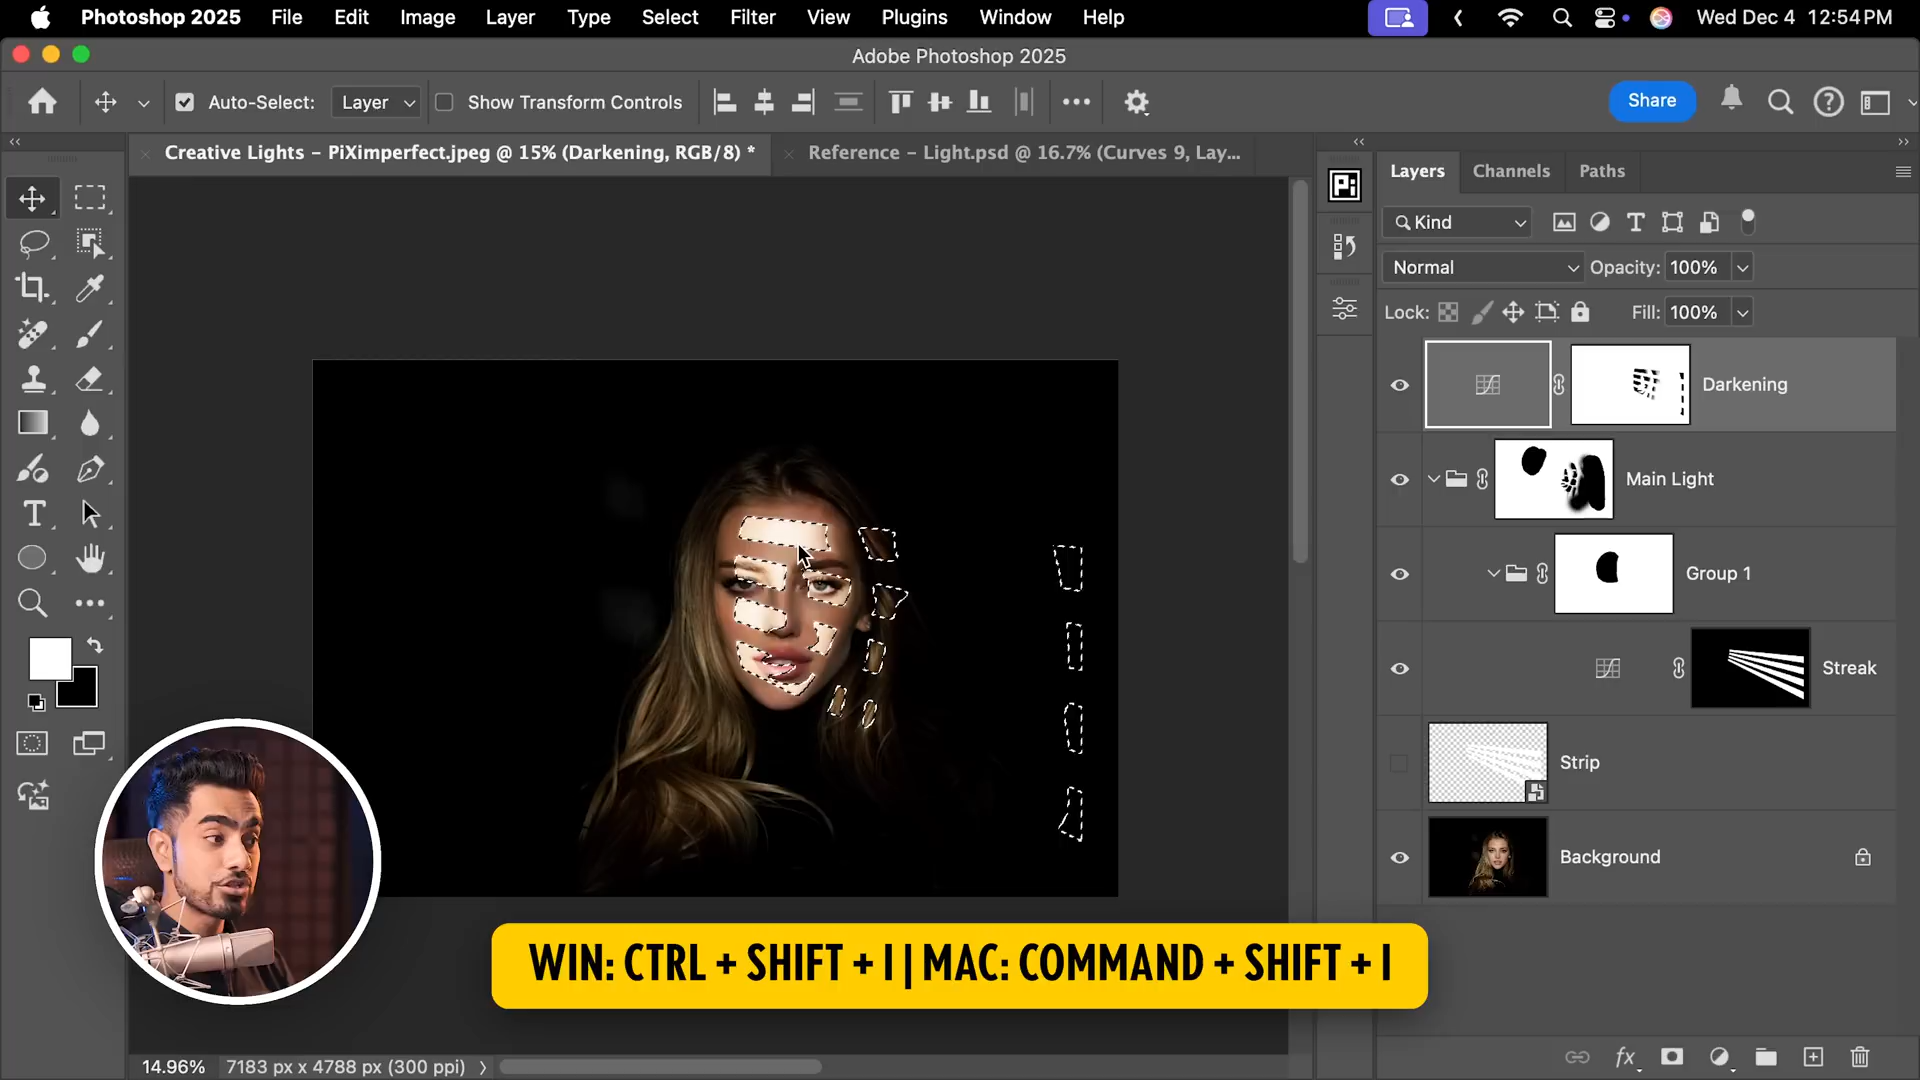 Photoshop 2025 File Edit Image Layer Type Select Filter View Plugins Window Help Wed Dec 4 12:54 PM
Adobe Photoshop 2025
Auto-Select: Layer Show Transform Controls Share
Creative Lights - PiXimperfect.jpeg @ 15% (Darkening, RGB/8) * Reference - Light.psd @ 16.7% (Curves 9, Lay...
Layers Channels Paths
Pi
Kind
Normal Opacity: 100%
Lock: Fill: 100%
Darkening
Main Light
Group 1
Streak
Strip
Background
WIN: CTRL + SHIFT + I || MAC: COMMAND + SHIFT + I
14.96% 7183 px x 4788 px (300 ppi)
fx